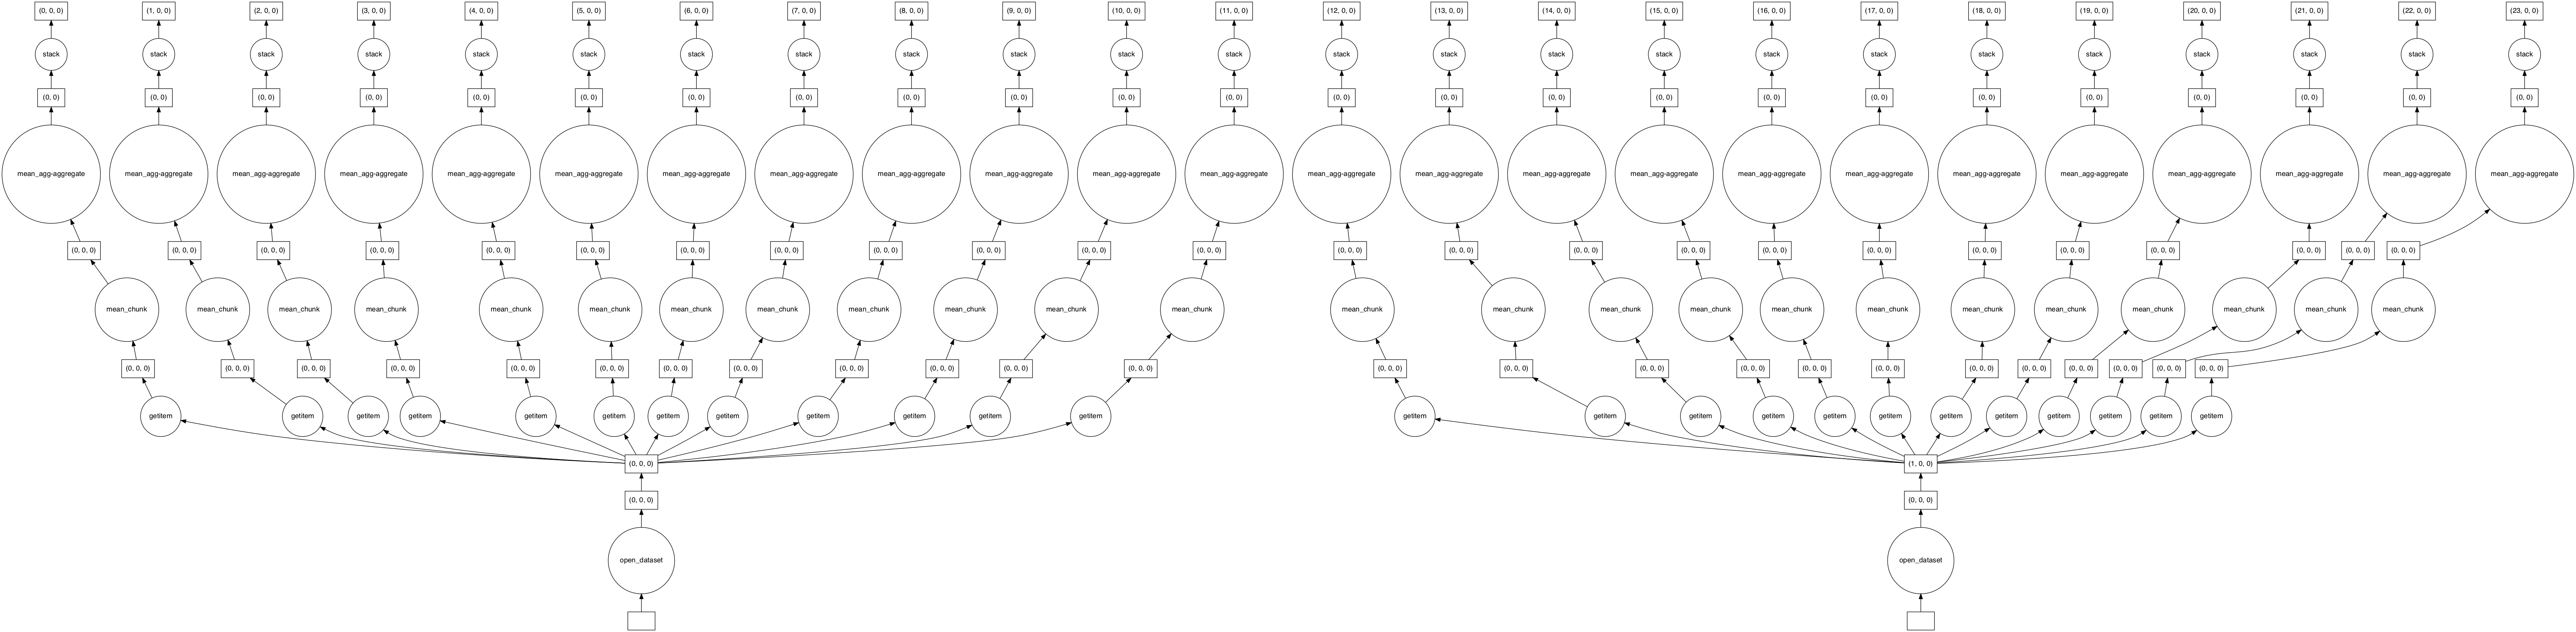 (0, 0, 0) (1, 0, 0) (2, 0, 0) (3, 0, 0) (4, 0, 0) (5, 0, 0) (6, 0, 0) (7, 0, 0) (8, 0, 0) (9, 0, 0) (10, 0, 0) (11, 0, 0) (12, 0, 0) (13, 0, 0) (14, 0, 0) (15, 0, 0) (16, 0, 0) (17, 0, 0) (18, 0, 0) (19, 0, 0) (20, 0, 0) (21, 0, 0) (22, 0, 0) (23, 0, 0)
stack stack stack stack stack stack stack stack stack stack stack stack stack stack stack stack stack stack stack stack stack stack stack stack
(0, 0) (0, 0) (0, 0) (0, 0) (0, 0) (0, 0) (0, 0) (0, 0) (0, 0) (0, 0) (0, 0) (0, 0) (0, 0) (0, 0) (0, 0) (0, 0) (0, 0) (0, 0) (0, 0) (0, 0) (0, 0) (0, 0) (0, 0) (0, 0)
mean_agg-aggregate mean_agg-aggregate mean_agg-aggregate mean_agg-aggregate mean_agg-aggregate mean_agg-aggregate mean_agg-aggregate mean_agg-aggregate mean_agg-aggregate mean_agg-aggregate mean_agg-aggregate mean_agg-aggregate mean_agg-aggregate mean_agg-aggregate mean_agg-aggregate mean_agg-aggregate mean_agg-aggregate mean_agg-aggregate mean_agg-aggregate mean_agg-aggregate mean_agg-aggregate mean_agg-aggregate mean_agg-aggregate mean_agg-aggregate
(0, 0, 0) (0, 0, 0) (0, 0, 0) (0, 0, 0) (0, 0, 0) (0, 0, 0) (0, 0, 0) (0, 0, 0) (0, 0, 0) (0, 0, 0) (0, 0, 0) (0, 0, 0) (0, 0, 0) (0, 0, 0) (0, 0, 0) (0, 0, 0) (0, 0, 0) (0, 0, 0) (0, 0, 0) (0, 0, 0) (0, 0, 0) (0, 0, 0) (0, 0, 0) (0, 0, 0)
mean_chunk mean_chunk mean_chunk mean_chunk mean_chunk mean_chunk mean_chunk mean_chunk mean_chunk mean_chunk mean_chunk mean_chunk mean_chunk mean_chunk mean_chunk mean_chunk mean_chunk mean_chunk mean_chunk mean_chunk mean_chunk mean_chunk mean_chunk mean_chunk
(0, 0, 0) (0, 0, 0) (0, 0, 0) (0, 0, 0) (0, 0, 0) (0, 0, 0) (0, 0, 0) (0, 0, 0) (0, 0, 0) (0, 0, 0) (0, 0, 0) (0, 0, 0) (0, 0, 0) (0, 0, 0) (0, 0, 0) (0, 0, 0) (0, 0, 0) (0, 0, 0) (0, 0, 0) (0, 0, 0) (0, 0, 0) (0, 0, 0) (0, 0, 0) (0, 0, 0)
getitem getitem getitem getitem getitem getitem getitem getitem getitem getitem getitem getitem getitem getitem getitem getitem getitem getitem getitem getitem getitem getitem getitem getitem
(0, 0, 0) (1, 0, 0)
(0, 0, 0) (0, 0, 0)
open_dataset open_dataset